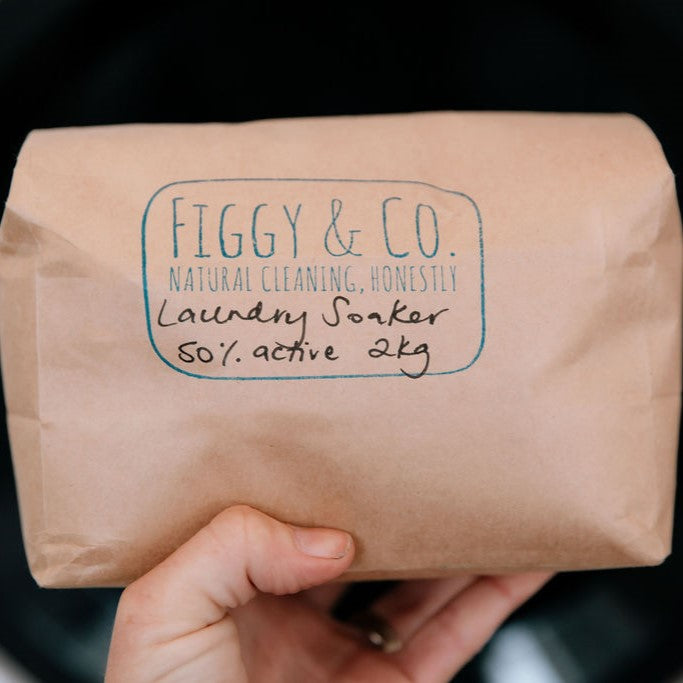 FIGGY & CO.
NATURAL CLEANING, HONESTLY
Laundry Soaker
50% active 2kg